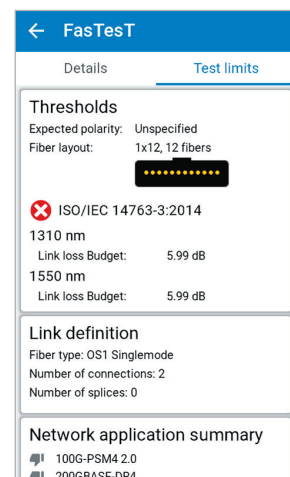 FasTesT
Details Test limits
Thresholds
Expected polarity: Unspecified
Fiber layout: 1x12, 12 fibers
ISO/IEC 14763-3:2014
1310 nm
Link loss Budget: 5.99 dB
1550 nm
Link loss Budget: 5.99 dB
Link definition
Fiber type: OS1 Singlemode
Number of connections: 2
Number of splices: 0
Network application summary
100G-PSM4 2.0
200GBASE-DR4